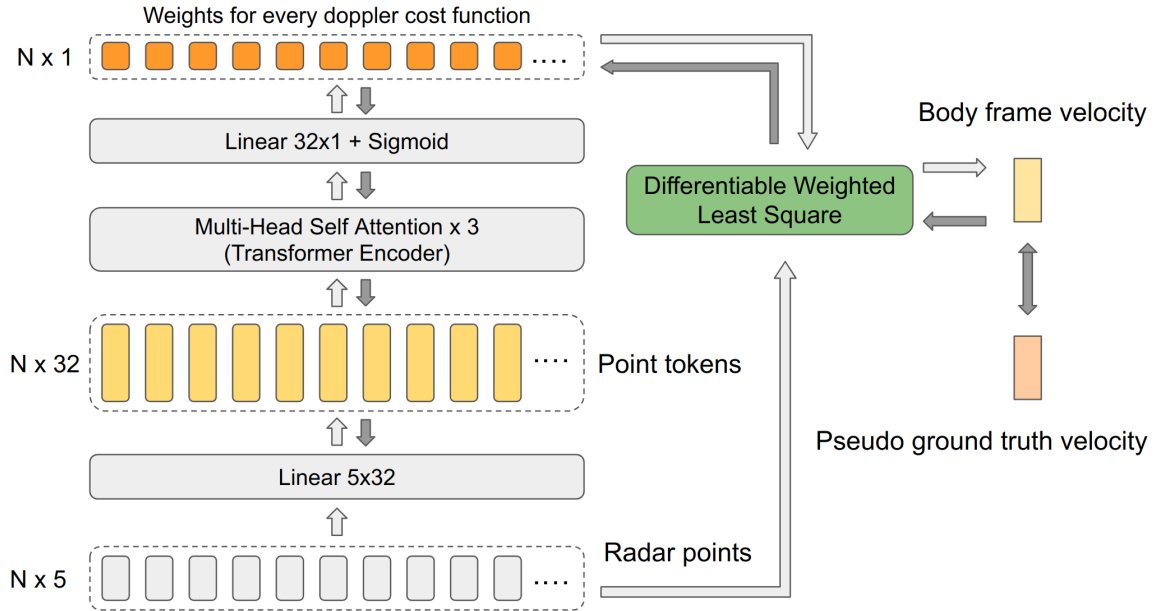 Weights for every doppler cost function
N x 1
Linear 32x1 + Sigmoid
Multi-Head Self Attention x 3
(Transformer Encoder)
N x 32
Point tokens
Linear 5x32
N x 5
Radar points
Differentiable Weighted
Least Square
Body frame velocity
Pseudo ground truth velocity